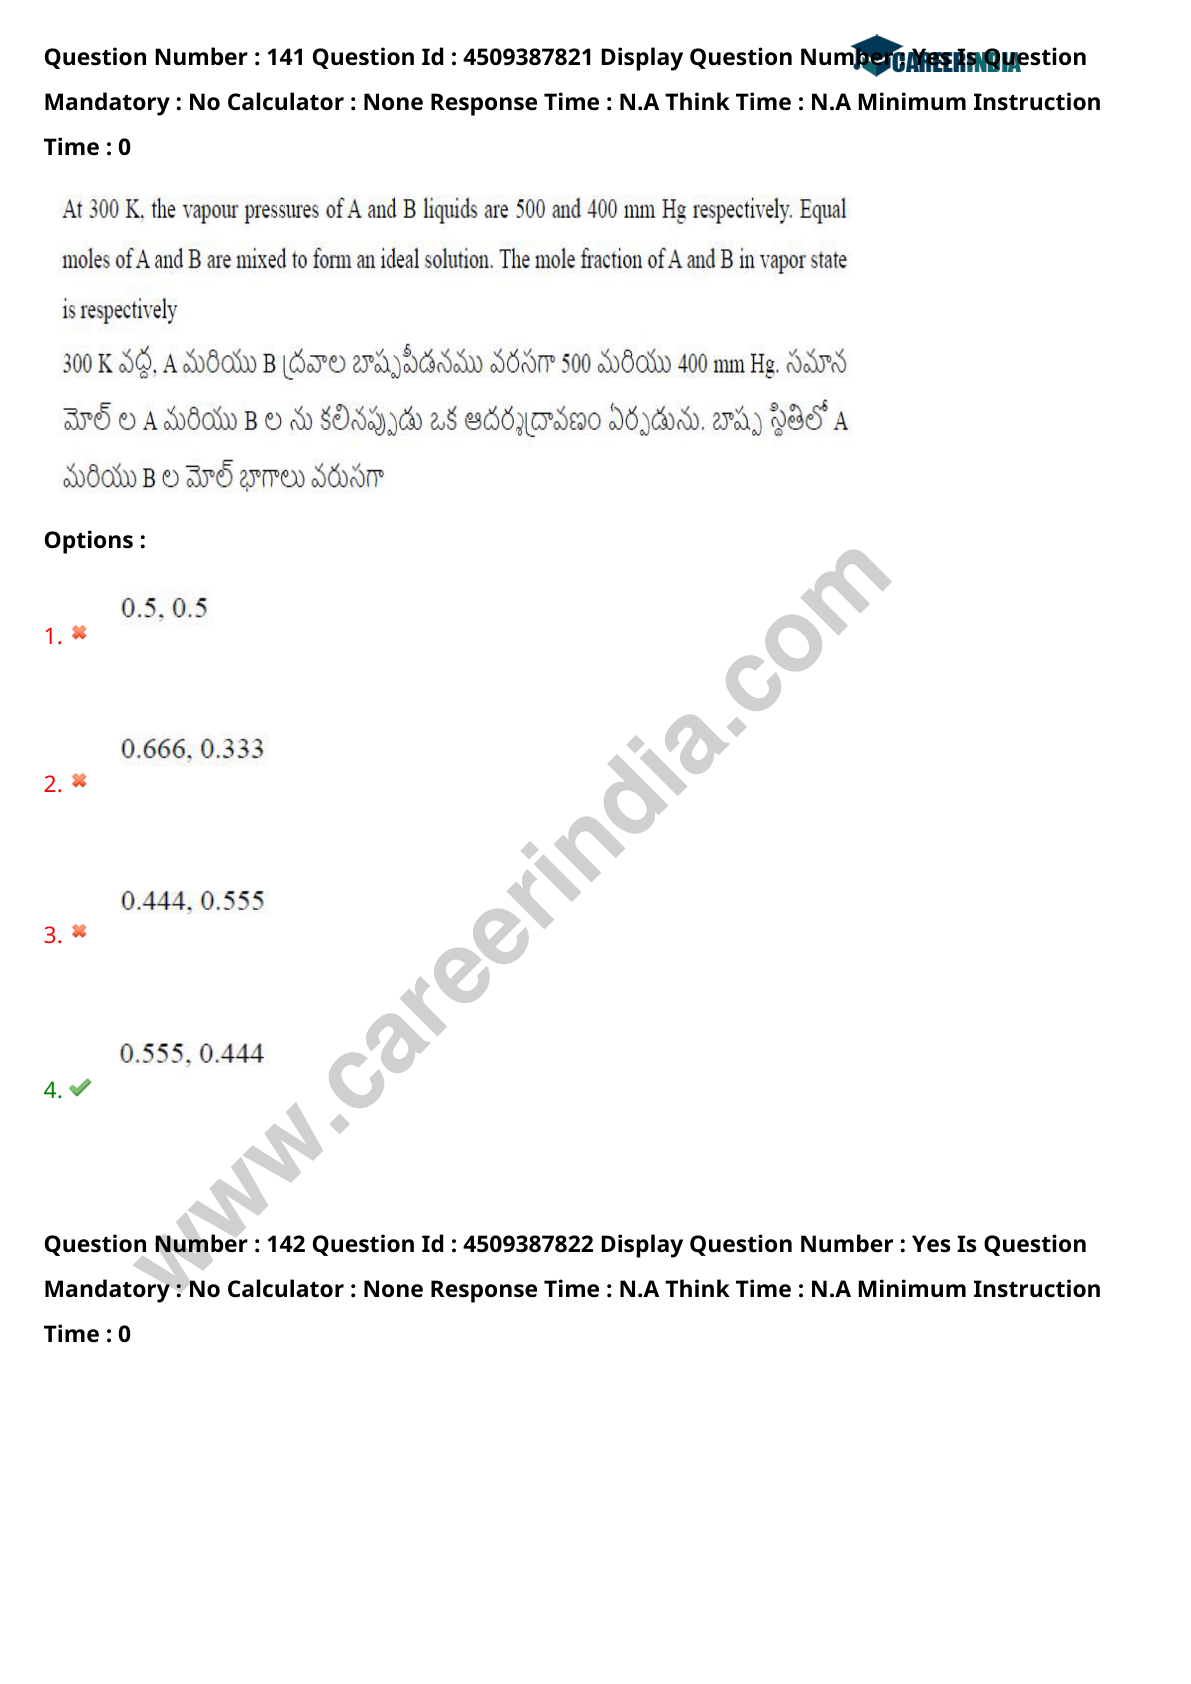 Question Number : 141 Question Id : 4509387821 Display Question Number : Yes Is Question
CAREERINDIA
Mandatory : No Calculator : None Response Time : N.A Think Time : N.A Minimum Instruction
Time : 0
At 300 K, the vapour pressures of A and B liquids are 500 and 400 mm Hg respectively. Equal
moles of A and B are mixed to form an ideal solution. The mole fraction of A and B in vapor state
is respectively
300 K వద్ద, A మరియు B ద్రవాల బాష్పపీడనము వరసగా 500 మరియు 400 mm Hg. సమాన
మోల్ ల A మరియు B ల ను కలినప్పుడు ఒక ఆదర్శద్రావణం ఏర్పడును. బాష్ప స్థితిలో A
మరియు B ల మోల్ భాగాలు వరుసగా
Options :
0.5, 0.5
1.
0.666, 0.333
2.
0.444, 0.555
3.
0.555, 0.444
4.
www.careerindia.com
Question Number : 142 Question Id : 4509387822 Display Question Number : Yes Is Question
Mandatory : No Calculator : None Response Time : N.A Think Time : N.A Minimum Instruction
Time : 0